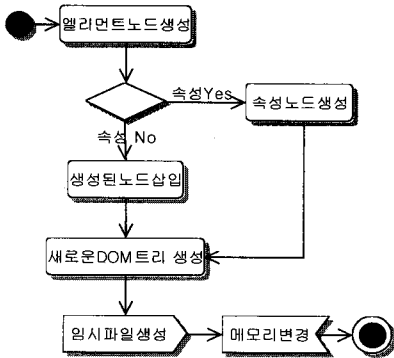 엘리먼트노드생성
속성Yes
속성노드생성
속성 No
생성된노드삽입
새로운DOM트리 생성
임시파일생성
메모리변경